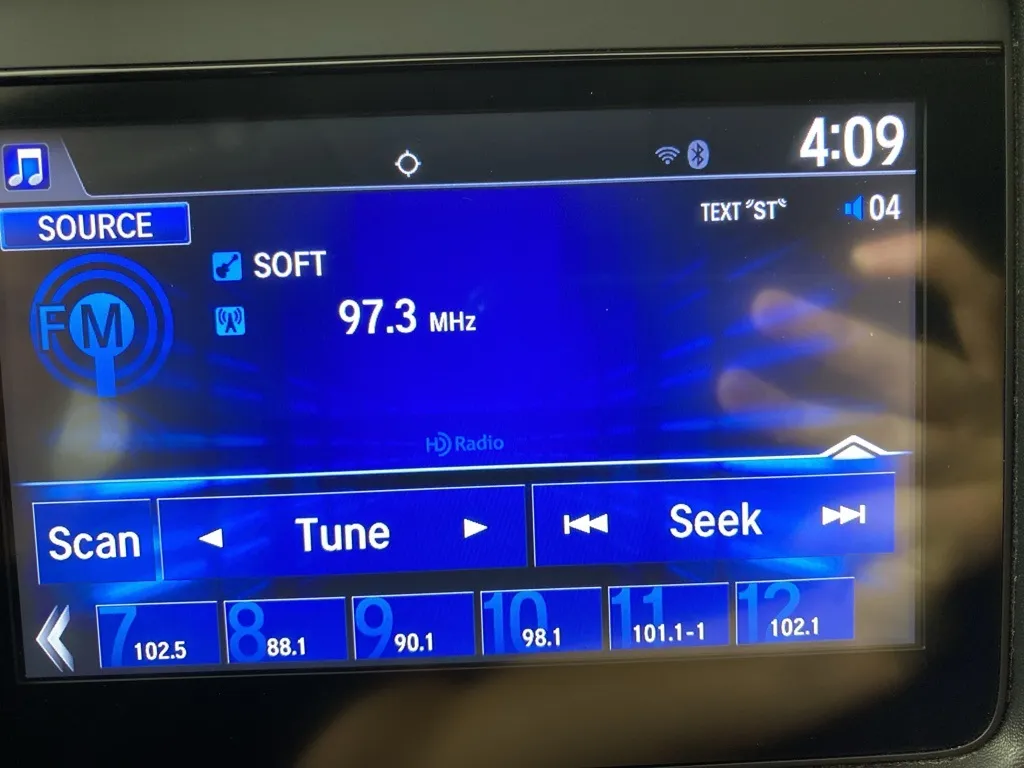 4:09
SOURCE
TEXT "ST"
04
FM
SOFT
97.3 MHz
HD Radio
Scan
Tune
Seek
7 102.5
8 88.1
9 90.1
10 98.1
11 101.1-1
12 102.1